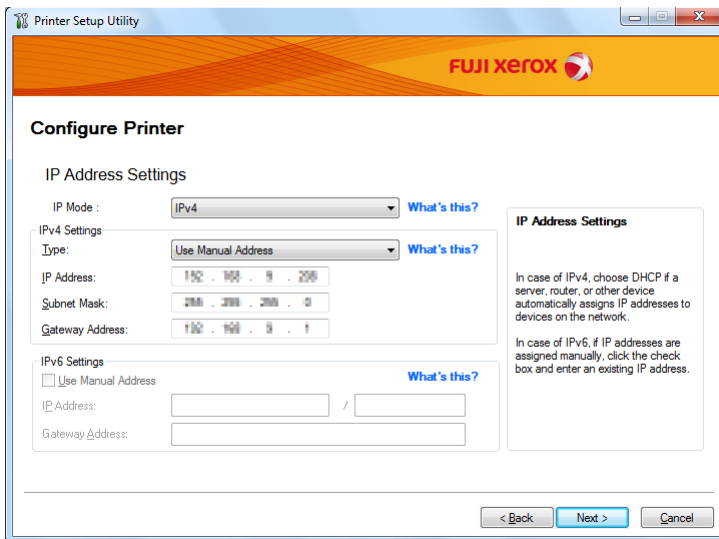 Printer Setup Utility
FUJI xerox
Configure Printer
IP Address Settings
IP Mode :
IPv4
What's this?
IPv4 Settings
Type:
Use Manual Address
What's this?
IP Address:
Subnet Mask:
Gateway Address:
IPv6 Settings
Use Manual Address
What's this?
IP Address:
/
Gateway Address:
IP Address Settings
In case of IPv4, choose DHCP if a
server, router, or other device
automatically assigns IP addresses to
devices on the network.
In case of IPv6, if IP addresses are
assigned manually, click the check
box and enter an existing IP address.
< Back
Next >
Cancel